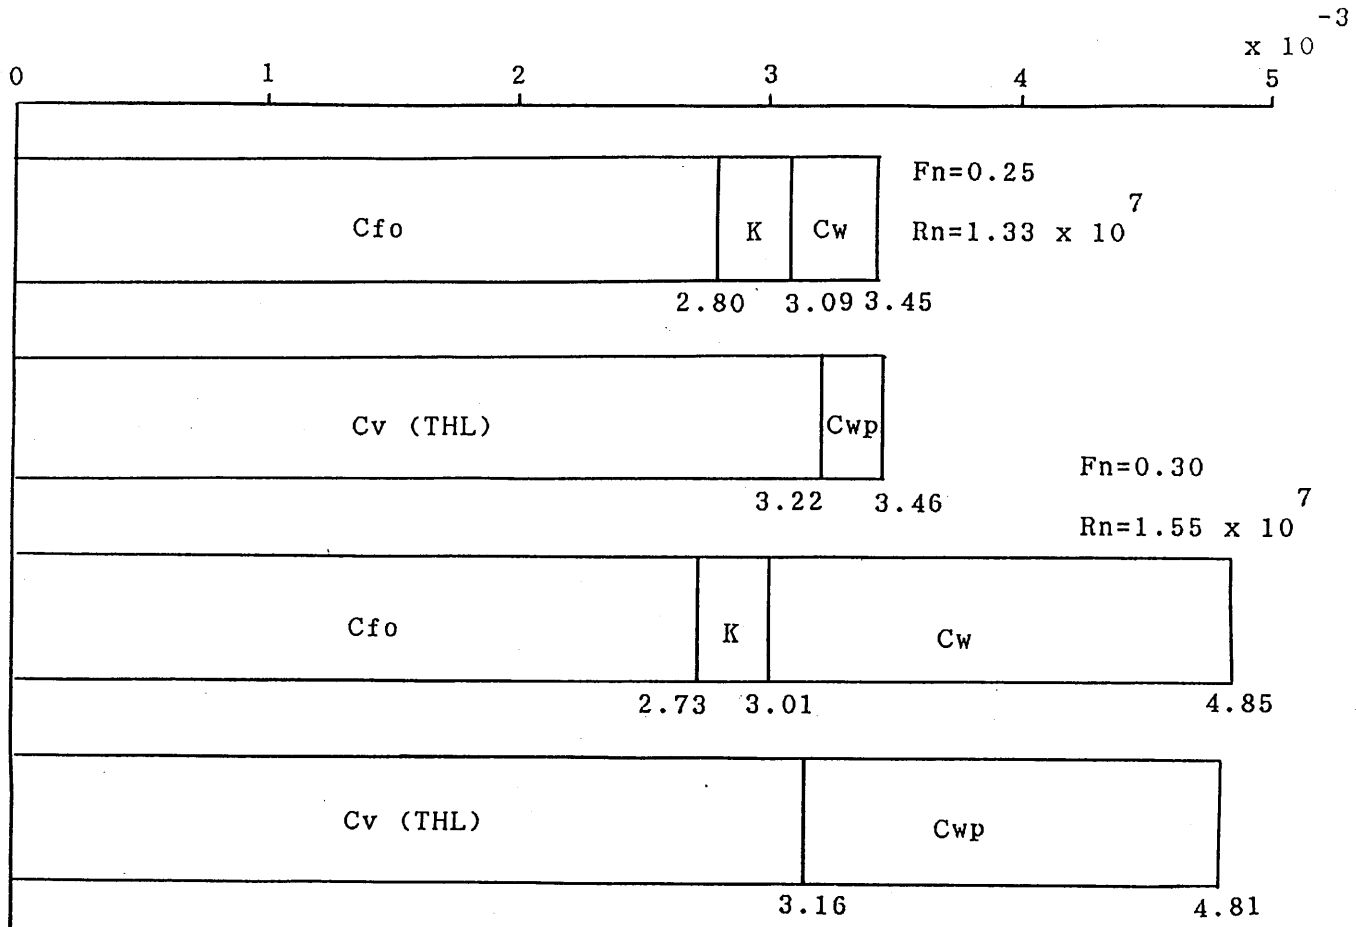 -3
x 10
0 1 2 3 4 5
Fn=0.25
7
Cfo K Cw Rn=1.33 x 10
2.80 3.09 3.45
Cv (THL) Cwp
Fn=0.30
3.22 3.46
7
Rn=1.55 x 10
Cfo K Cw
2.73 3.01 4.85
Cv (THL) Cwp
3.16 4.81